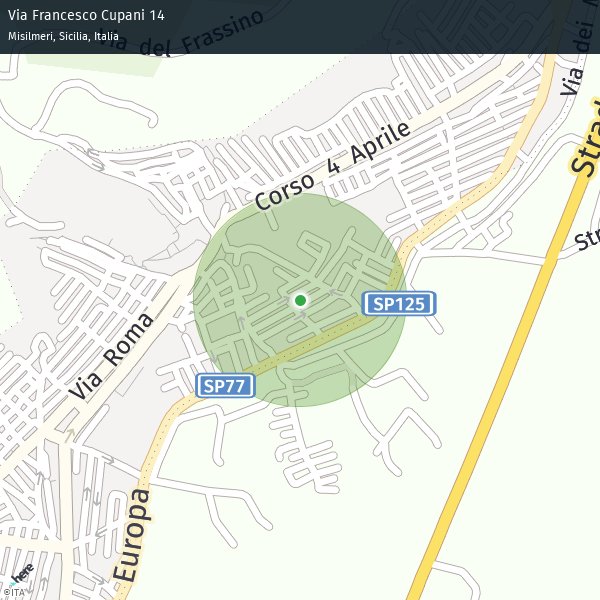 Via Francesco Cupani 14
Misilmeri, Sicilia, Italia
Via del Frassino
Via dei
Corso 4 Aprile
Strad
Str
SP125
Via Roma
SP77
Europa
here
©ITA